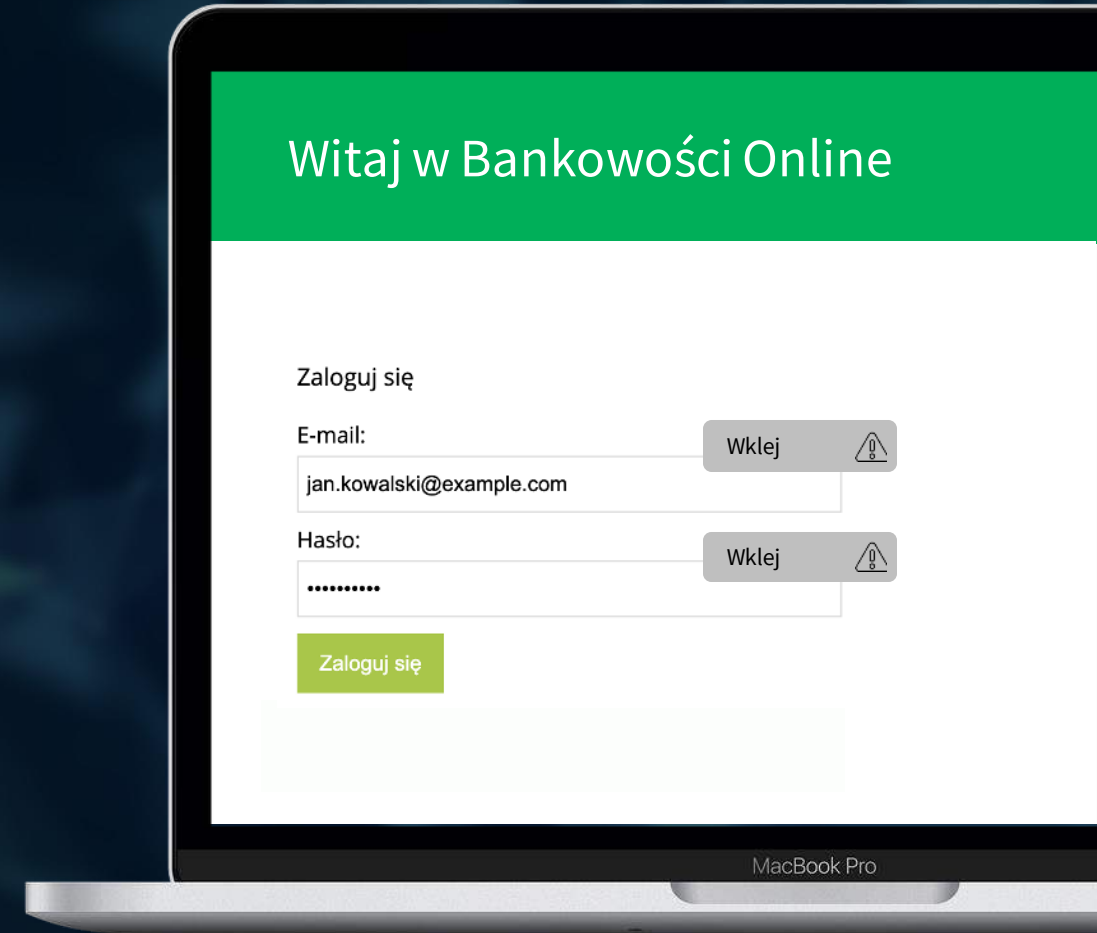 Witaj w Bankowości Online
Zaloguj się
E-mail:
Wklej
jan.kowalski@example.com
Hasło:
Wklej
••••••••••
Zaloguj się
MacBook Pro